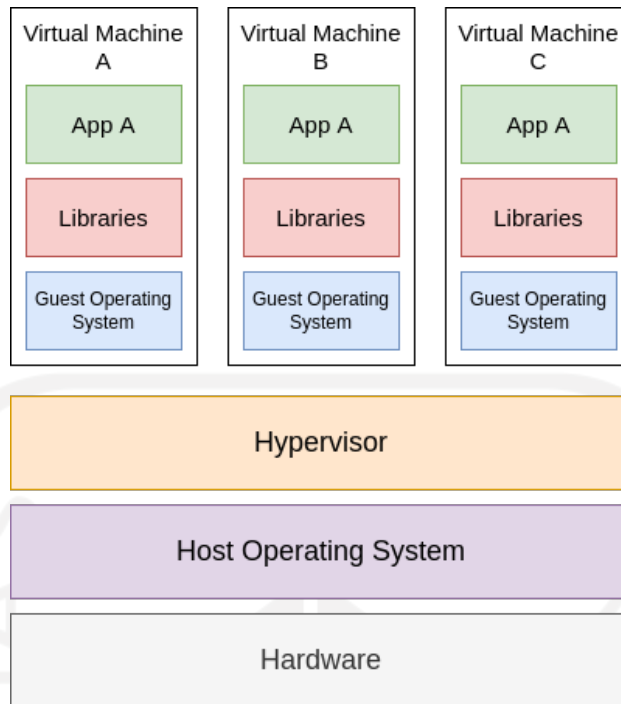 Virtual Machine
A
App A
Libraries
Guest Operating
System
Virtual Machine
B
App A
Libraries
Guest Operating
System
Virtual Machine
C
App A
Libraries
Guest Operating
System
Hypervisor
Host Operating System
Hardware